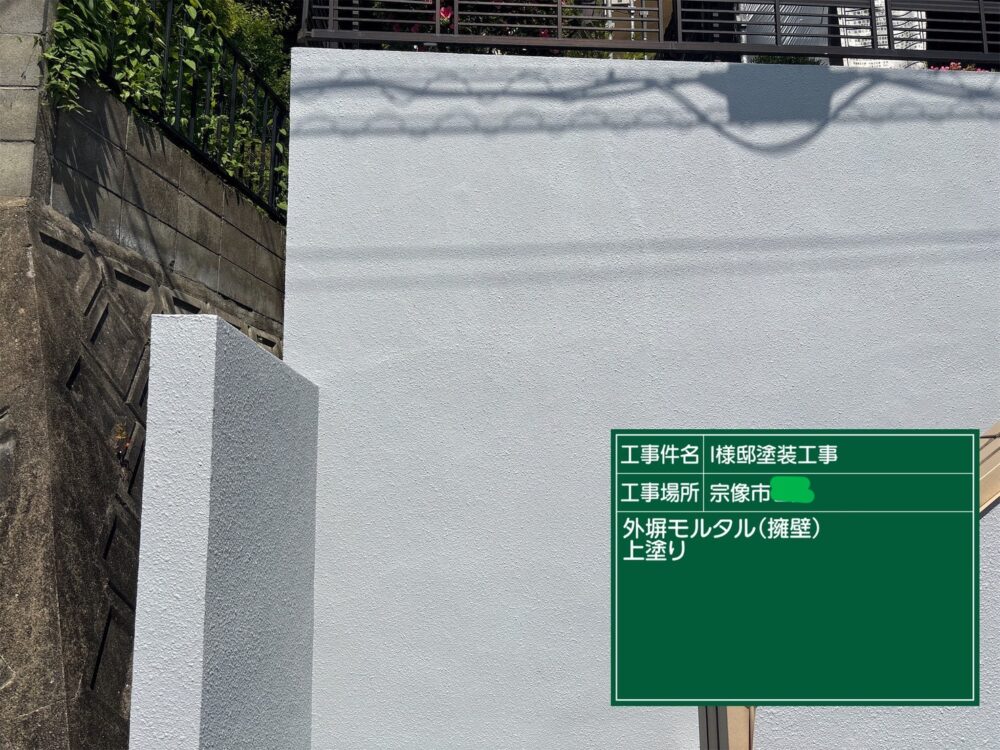 工事件名 I様邸塗装工事
工事場所 宗像市
外塀モルタル(擁壁)
上塗り